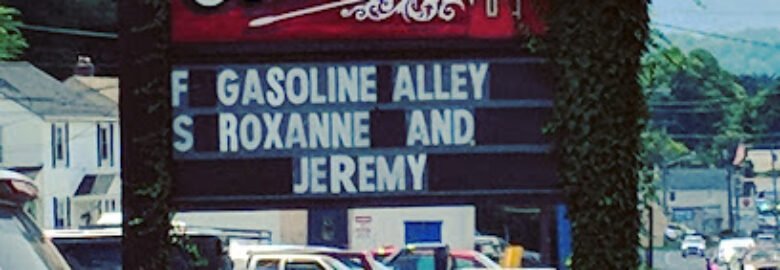 F GASOLINE ALLEY
S ROXANNE AND
JEREMY